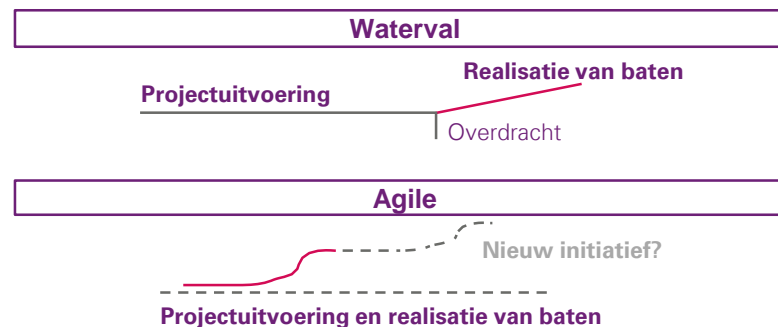 Waterval
Realisatie van baten
Projectuitvoering
Overdracht
Agile
Nieuw initiatief?
Projectuitvoering en realisatie van baten